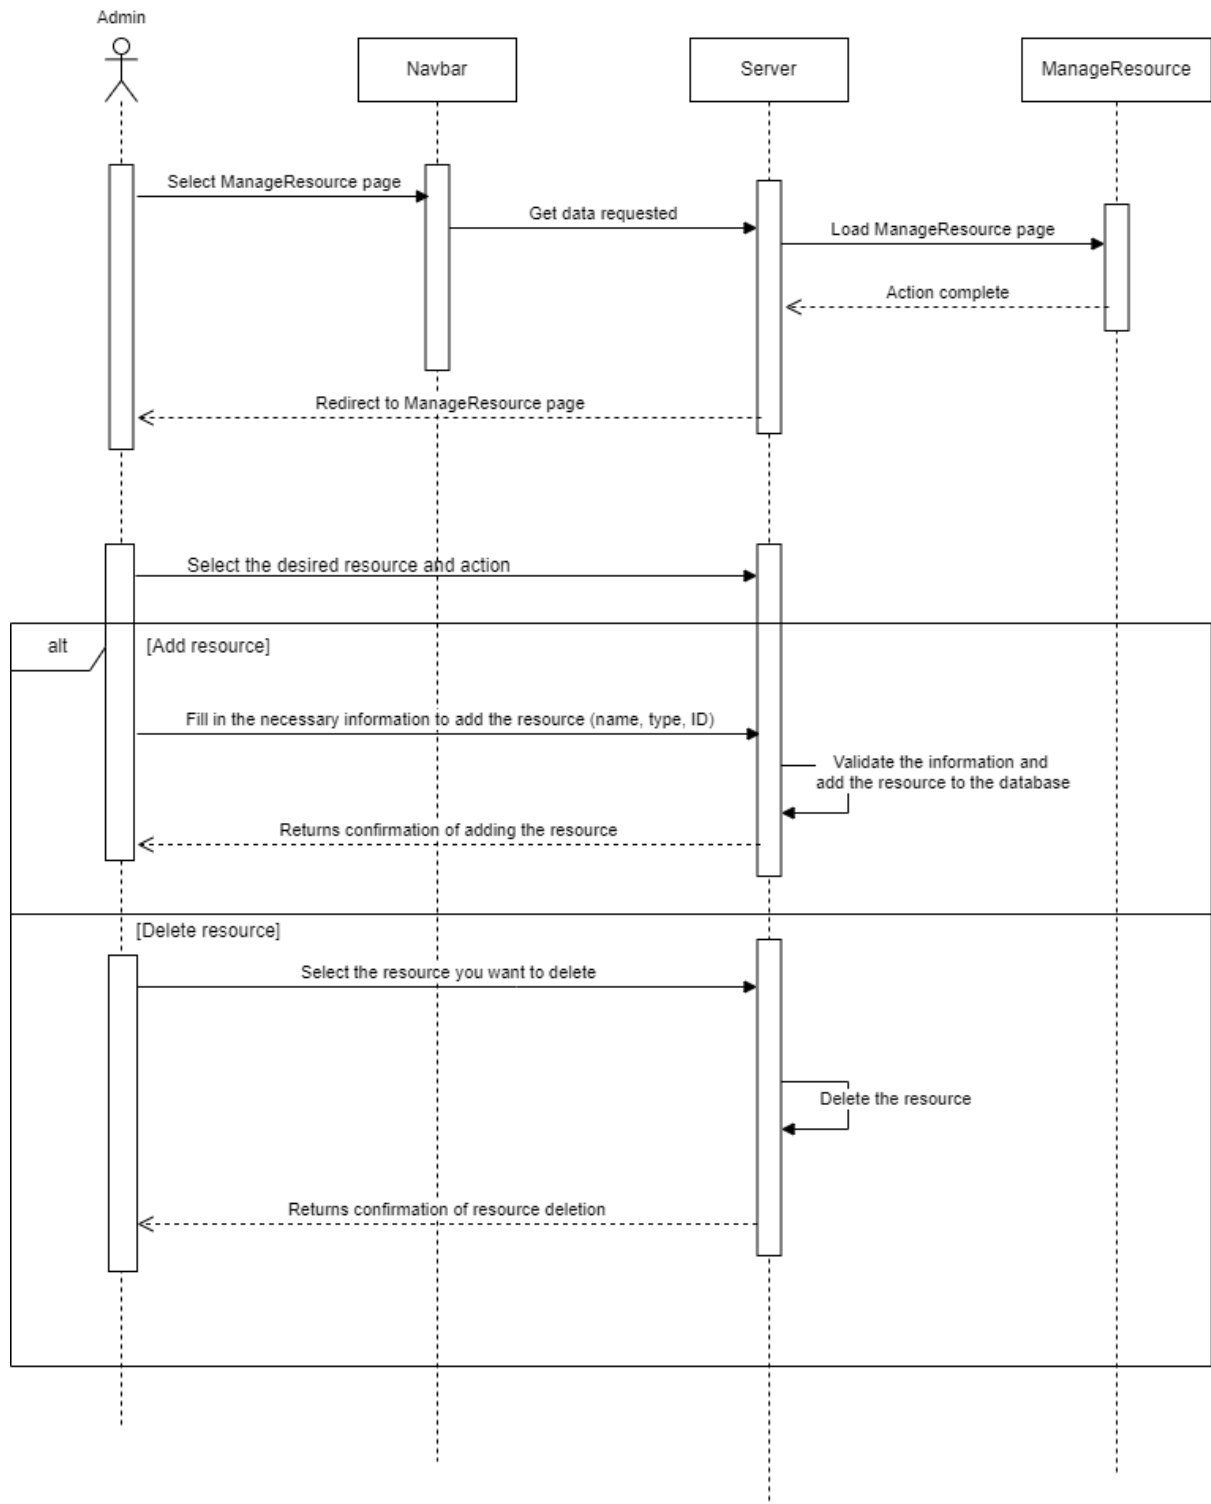 Admin
Navbar
Server
ManageResource
Select ManageResource page
Get data requested
Load ManageResource page
Action complete
Redirect to ManageResource page
Select the desired resource and action
alt
[Add resource]
Fill in the necessary information to add the resource (name, type, ID)
Validate the information and
add the resource to the database
Returns confirmation of adding the resource
[Delete resource]
Select the resource you want to delete
Delete the resource
Returns confirmation of resource deletion